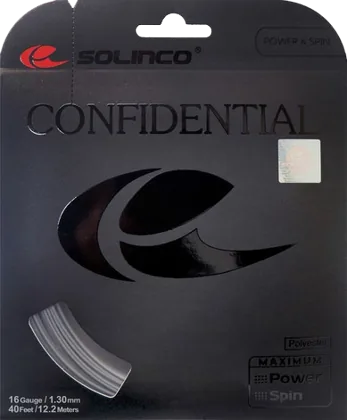 SOLINCO
POWER & SPIN
CONFIDENTIAL
16 Gauge / 1.30mm
40 Feet / 12.2 Meters
MAXIMUM
Power
Spin